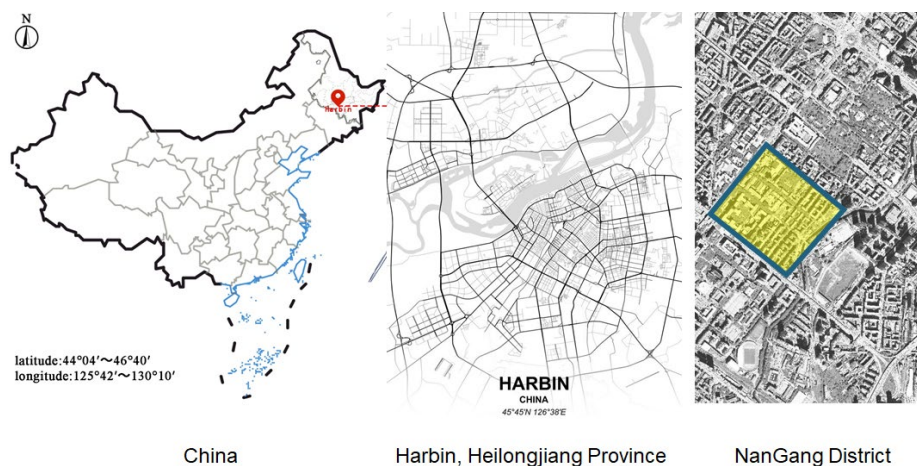 N
Harbin
latitude:44°04′～46°40′
longitude:125°42′～130°10′
HARBIN
CHINA
45°45'N 126°38'E
China
Harbin, Heilongjiang Province
NanGang District